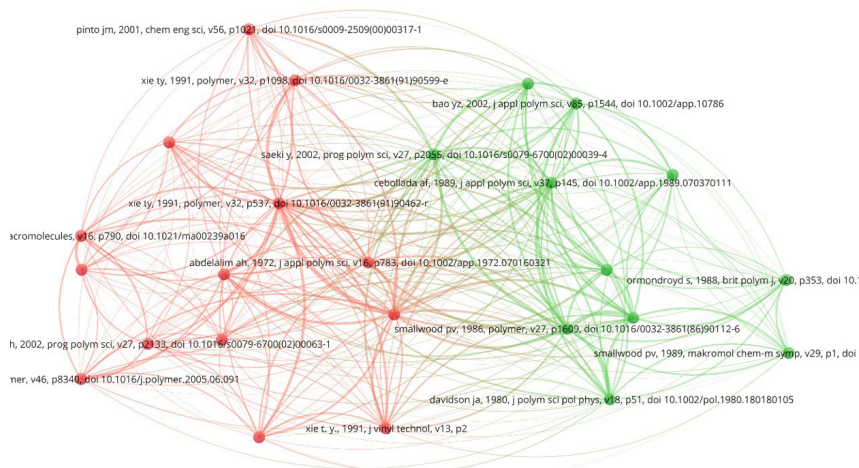 pinto jm, 2001, chem eng sci, v56, p1021, doi 10.1016/s0009-2509(00)00317-1
xie ty, 1991, polymer, v32, p1098, doi 10.1016/0032-3861(91)90599-e
bao yz, 2002, j appl polym sci, v85, p1544, doi 10.1002/app.10786
saeki y, 2002, prog polym sci, v27, p2055, doi 10.1016/s0079-6700(02)00039-4
cebollada af, 1989, j appl polym sci, v37, p145, doi 10.1002/app.1989.070370111
xie ty, 1991, polymer, v32, p537, doi 10.1016/0032-3861(91)90462-r
acromolecules, v16, p790, doi 10.1021/ma00239a016
abdelalim ah, 1972, j appl polym sci, v16, p783, doi 10.1002/app.1972.070160321
ormondroyd s, 1988, brit polym j, v20, p353, doi 10.1
smallwood pv, 1986, polymer, v27, p1609, doi 10.1016/0032-3861(86)90112-6
h, 2002, prog polym sci, v27, p2133, doi 10.1016/s0079-6700(02)00063-1
smallwood pv, 1989, makromol chem-m symp, v29, p1, doi
mer, v46, p8340, doi 10.1016/j.polymer.2005.06.091
davidson ja, 1980, j polym sci pol phys, v18, p51, doi 10.1002/pol.1980.180180105
xie t. y., 1991, j vinyl technol, v13, p2